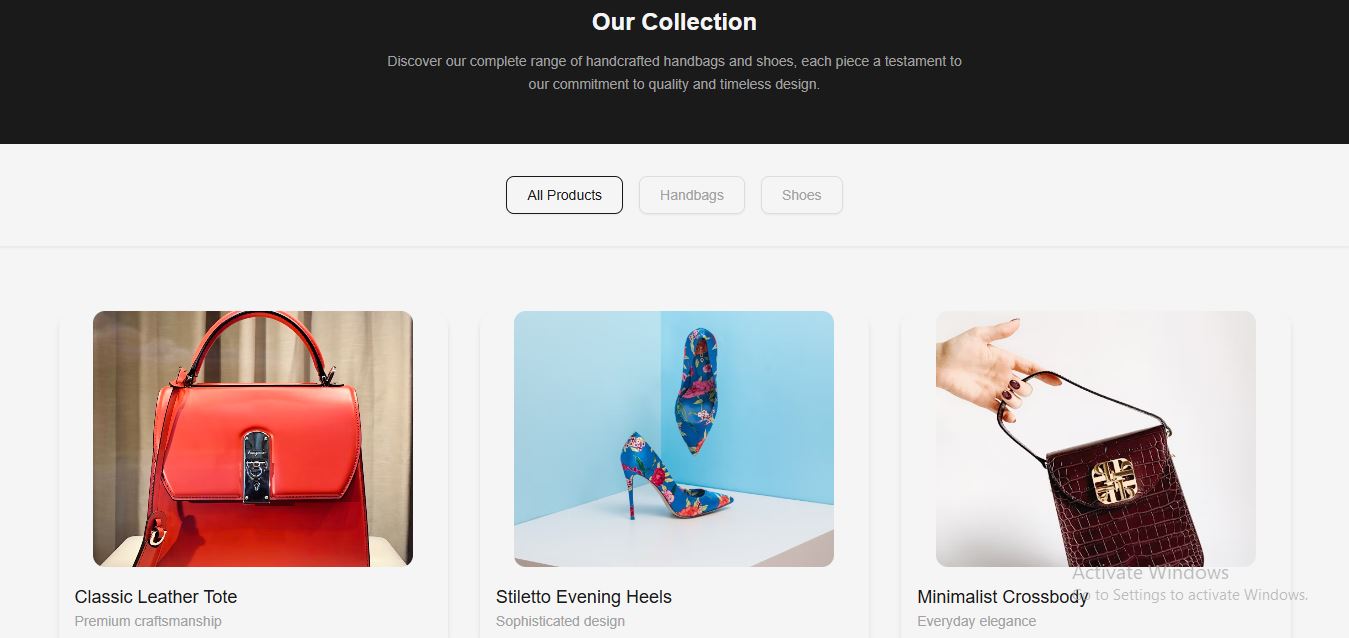 Our Collection
Discover our complete range of handcrafted handbags and shoes, each piece a testament to
our commitment to quality and timeless design.
All Products
Handbags
Shoes
Classic Leather Tote
Premium craftsmanship
Stiletto Evening Heels
Sophisticated design
Minimalist Crossbody
Everyday elegance
Activate Windows
Go to Settings to activate Windows.